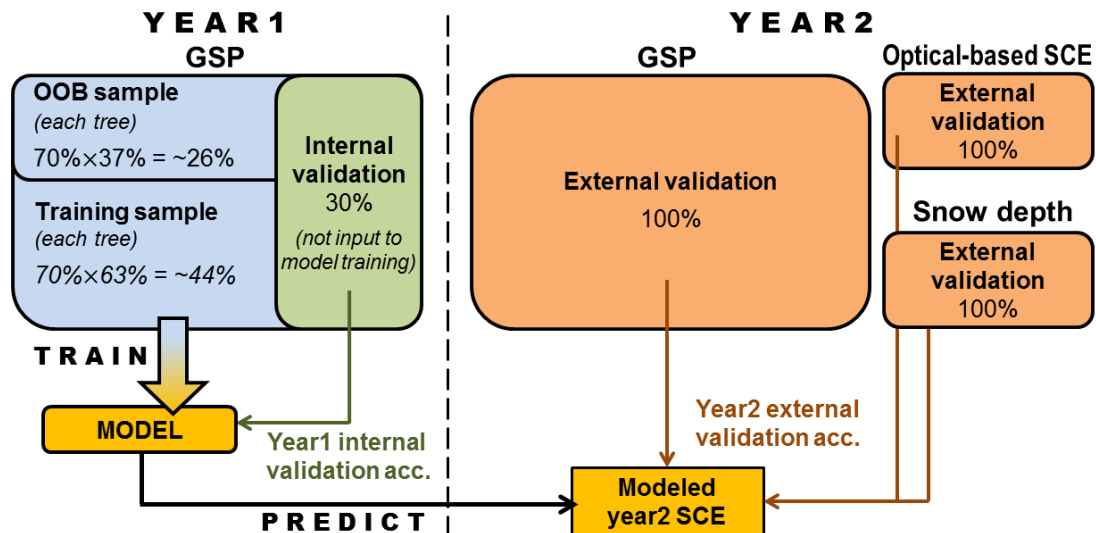 YEAR1
GSP
OOB sample
(each tree)
70%×37% = ~26%
Training sample
(each tree)
70%×63% = ~44%
Internal
validation
30%
(not input to
model training)
TRAIN
MODEL
Year1 internal
validation acc.
PREDICT
YEAR2
GSP
External validation
100%
Optical-based SCE
External
validation
100%
Snow depth
External
validation
100%
Year2 external
validation acc.
Modeled
year2 SCE